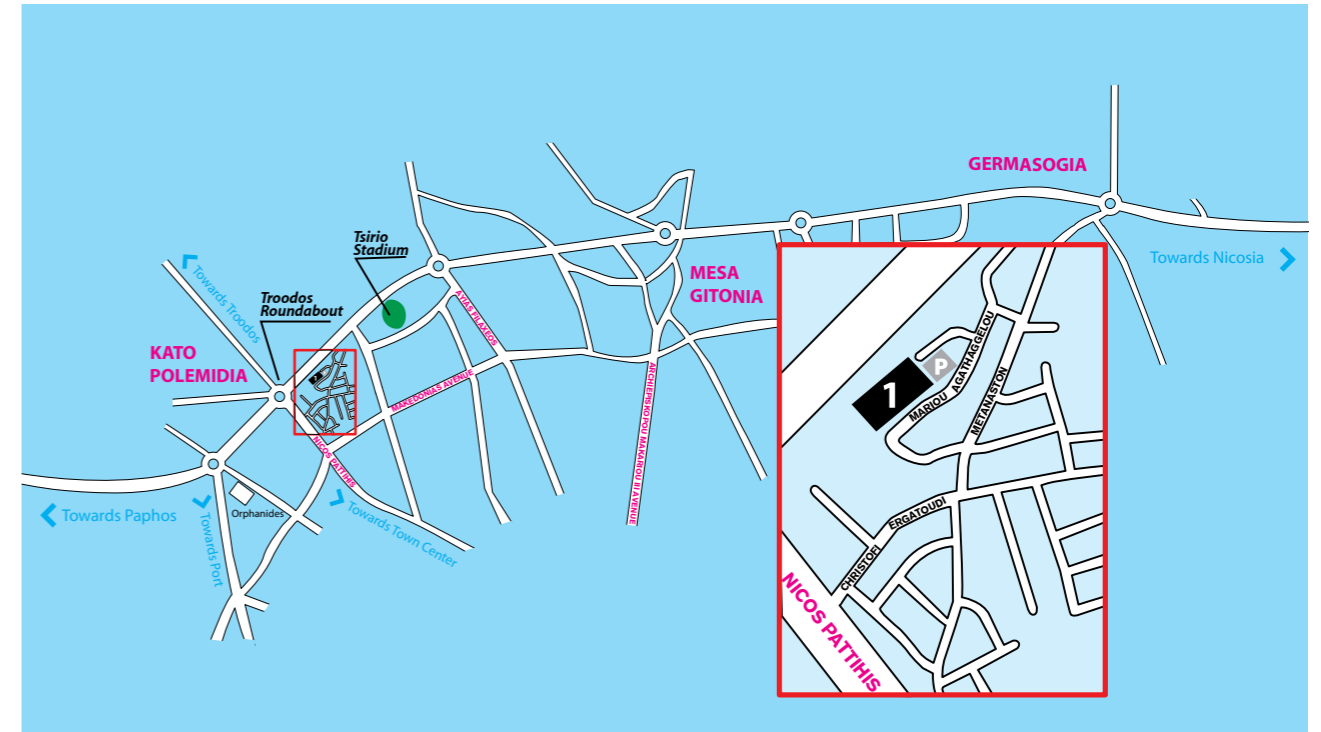 GERMASOGIA
Towards Nicosia
Tsirio
Stadium
MESA
GITONIA
Towards Troodos
Troodos
Roundabout
AYIAS FILAXEOS
KATO
POLEMIDIA
MAKEDONIAS AVENUE
ARCHIEPISKOPOU MAKARIOU III AVENUE
NICOS PATTIHIS
Towards Paphos
Orphanides
Towards Port
Towards Town Center
P
1
MARIOU AGATHAGGELOU
METANASTON
CHRISTOFI ERGATOUDI
NICOS PATTIHIS